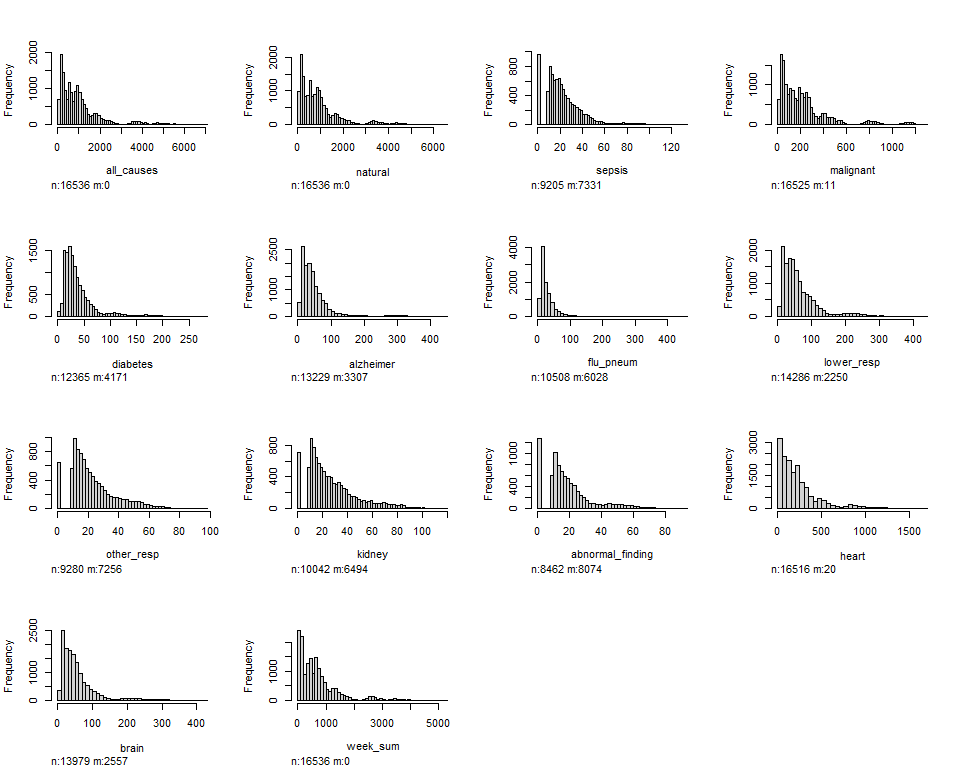 Frequency
0 1000 2000
0 2000 4000 6000
all_causes
n:16536 m:0
Frequency
0 1000 2000
0 2000 4000 6000
natural
n:16536 m:0
Frequency
0 400 800
0 20 40 60 80 120
sepsis
n:9205 m:7331
Frequency
0 1000
0 200 600 1000
malignant
n:16525 m:11
Frequency
0 500 1500
0 50 100 150 200 250
diabetes
n:12365 m:4171
Frequency
0 1000 2500
0 100 200 300 400
alzheimer
n:13229 m:3307
Frequency
0 2000 4000
0 100 200 300 400
flu_pneum
n:10508 m:6028
Frequency
0 1000 2000
0 100 200 300 400
lower_resp
n:14286 m:2250
Frequency
0 400 800
0 20 40 60 80 100
other_resp
n:9280 m:7256
Frequency
0 400 800
0 20 40 60 80 100
kidney
n:10042 m:6494
Frequency
0 400 1000
0 20 40 60 80
abnormal_finding
n:8462 m:8074
Frequency
0 1500 3000
0 500 1000 1500
heart
n:16516 m:20
Frequency
0 1000 2500
0 100 200 300 400
brain
n:13979 m:2557
Frequency
0 1000
0 1000 3000 5000
week_sum
n:16536 m:0